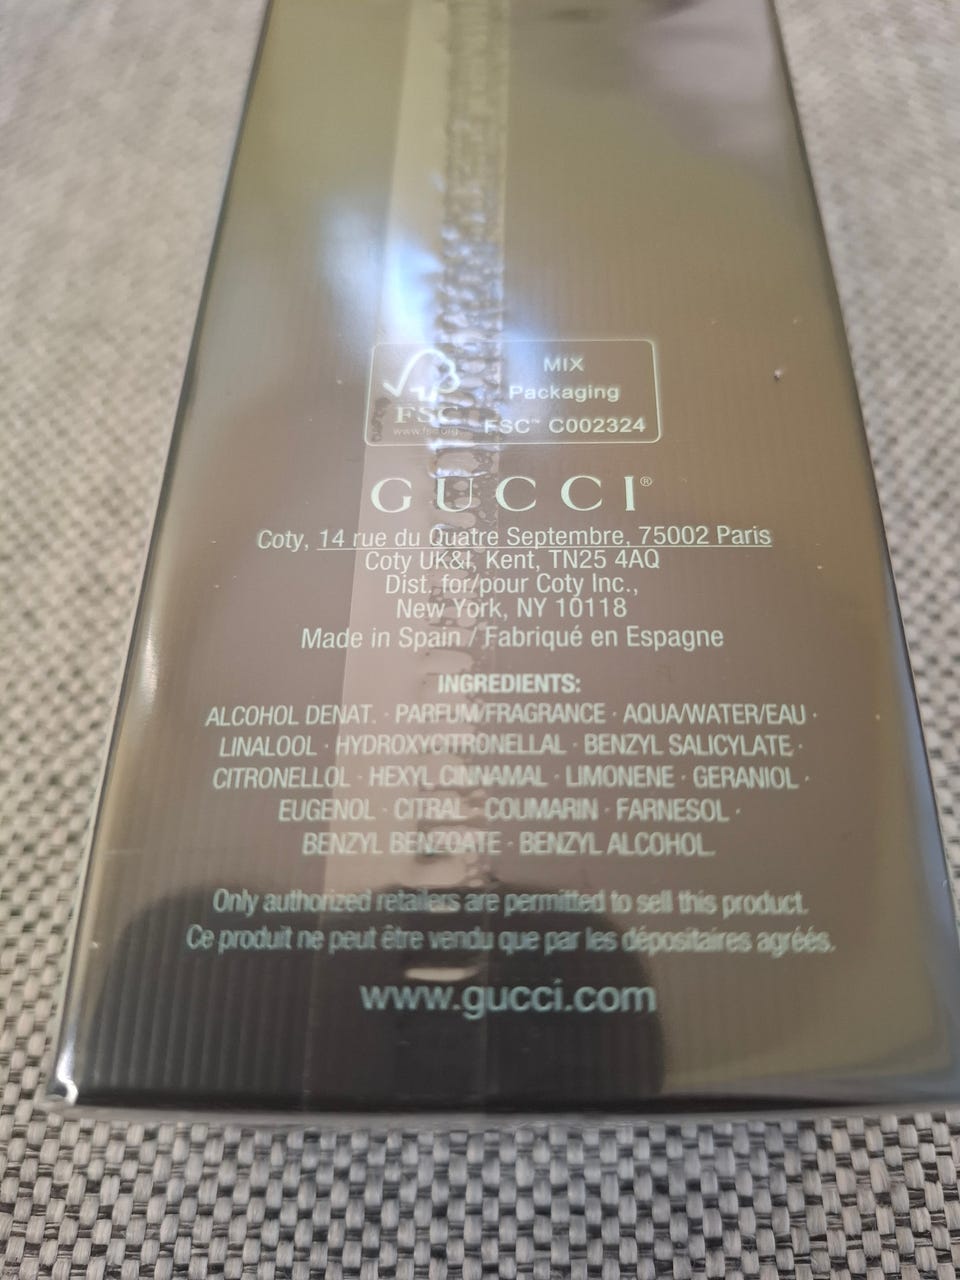 MIX
Packaging
FSC™ C002324
FSC
www.fsc.org
GUCCI®
Coty, 14 rue du Quatre Septembre, 75002 Paris
Coty UK&I, Kent, TN25 4AQ
Dist. for/pour Coty Inc.,
New York, NY 10118
Made in Spain / Fabriqué en Espagne
INGREDIENTS:
ALCOHOL DENAT. · PARFUM/FRAGRANCE · AQUA/WATER/EAU ·
LINALOOL · HYDROXYCITRONELLAL · BENZYL SALICYLATE ·
CITRONELLOL · HEXYL CINNAMAL · LIMONENE · GERANIOL ·
EUGENOL · CITRAL · COUMARIN · FARNESOL ·
BENZYL BENZOATE · BENZYL ALCOHOL.
Only authorized retailers are permitted to sell this product.
Ce produit ne peut être vendu que par les dépositaires agréés.
www.gucci.com